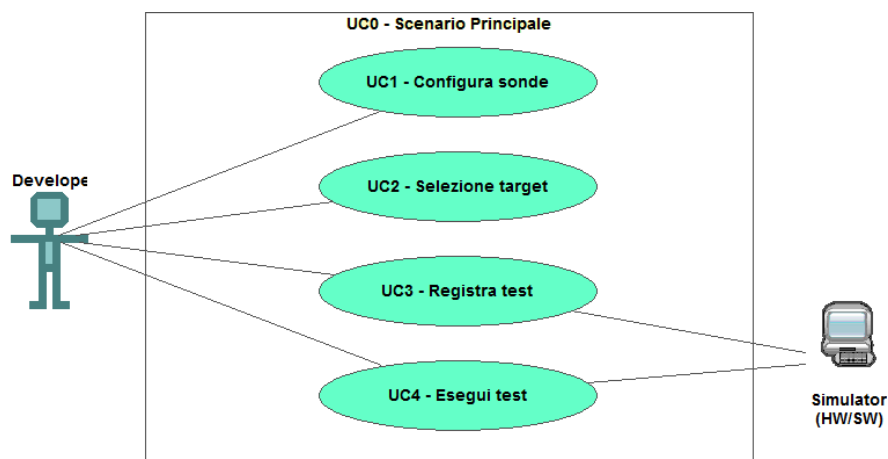 UC0 - Scenario Principale
UC1 - Configura sonde
UC2 - Selezione target
Develope
UC3 - Registra test
UC4 - Esegui test
Simulator
(HW/SW)